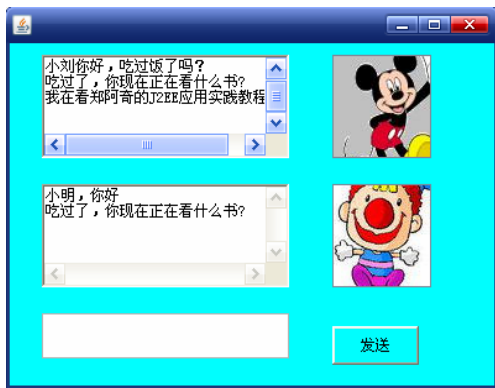 小刘你好，吃过饭了吗？
吃过了，你现在正在看什么书?
我在看郑阿奇的J2EE应用实践教程
小明，你好
吃过了，你现在正在看什么书?
发送